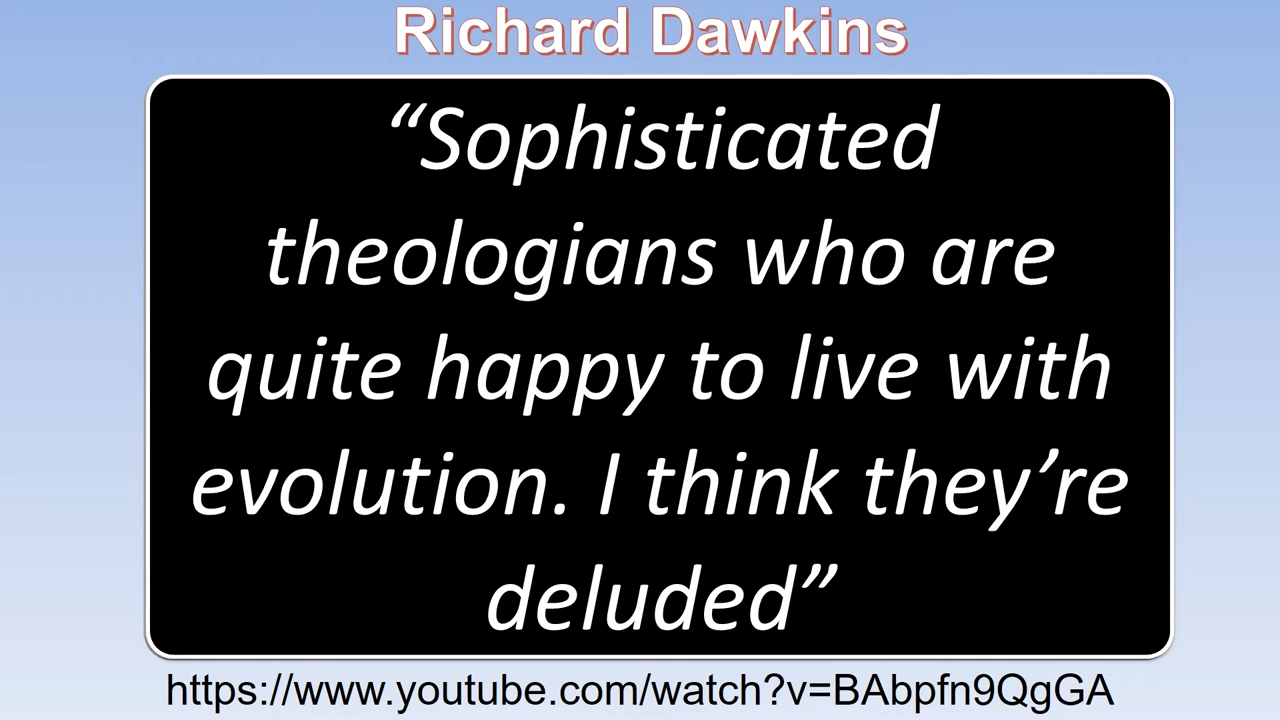 Richard Dawkins
“Sophisticated
theologians who are
quite happy to live with
evolution. I think they’re
deluded”
https://www.youtube.com/watch?v=BAbpfn9QgGA